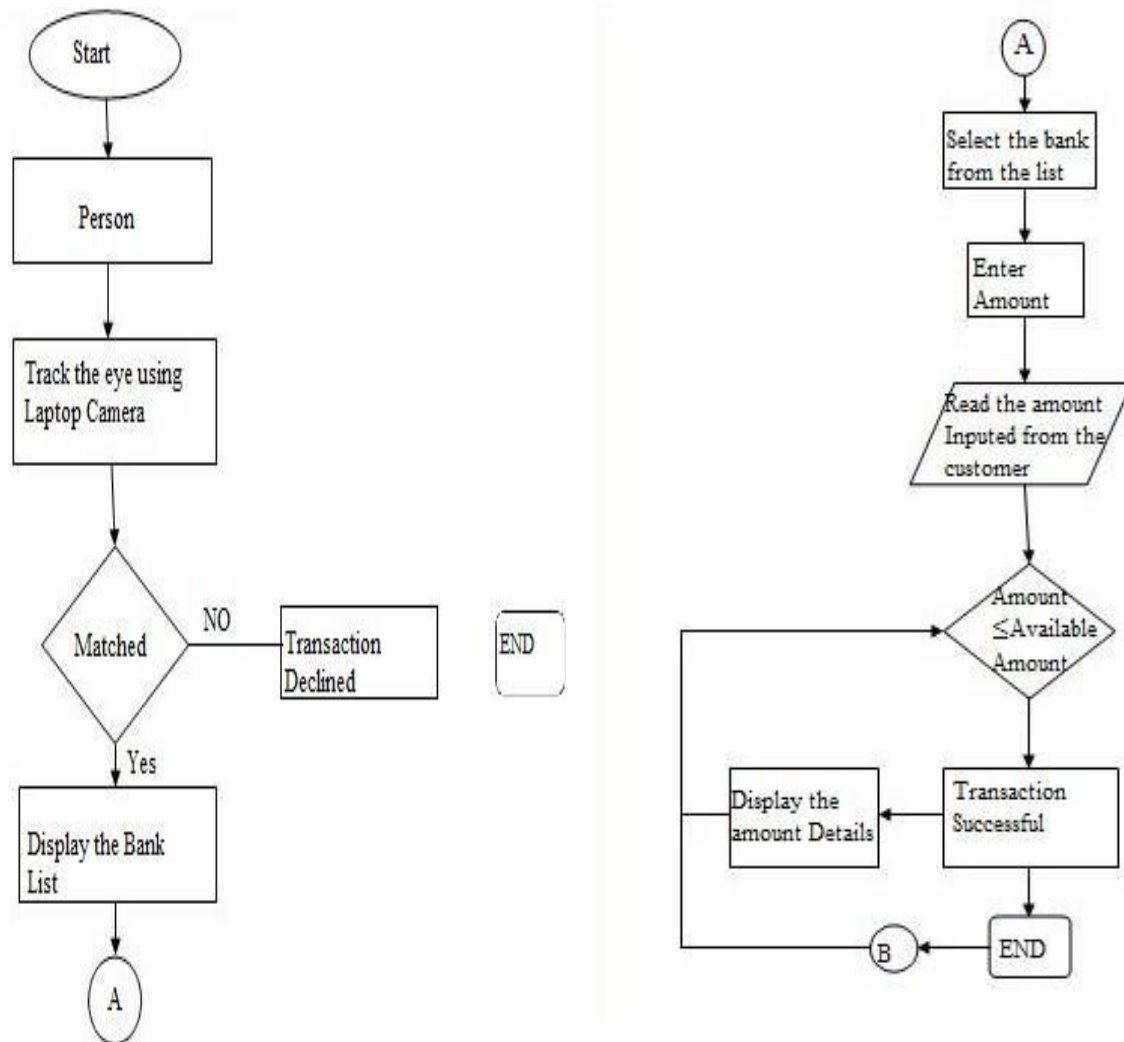 Start
Person
Track the eye using
Laptop Camera
Matched
NO
Transaction
Declined
END
Yes
Display the Bank
List
A
A
Select the bank
from the list
Enter
Amount
Read the amount
Inputed from the
customer
Amount
≤Available
Amount
Transaction
Successful
Display the
amount Details
END
B